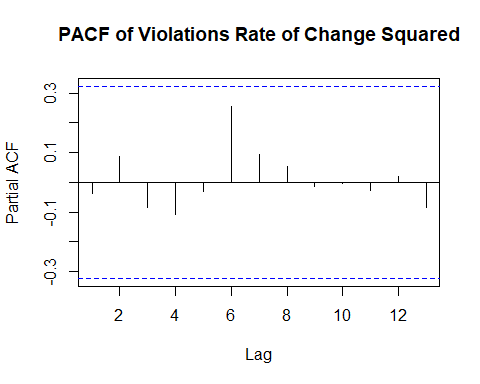 PACF of Violations Rate of Change Squared
Partial ACF
0.3
0.1
-0.1
-0.3
2 4 6 8 10 12
Lag